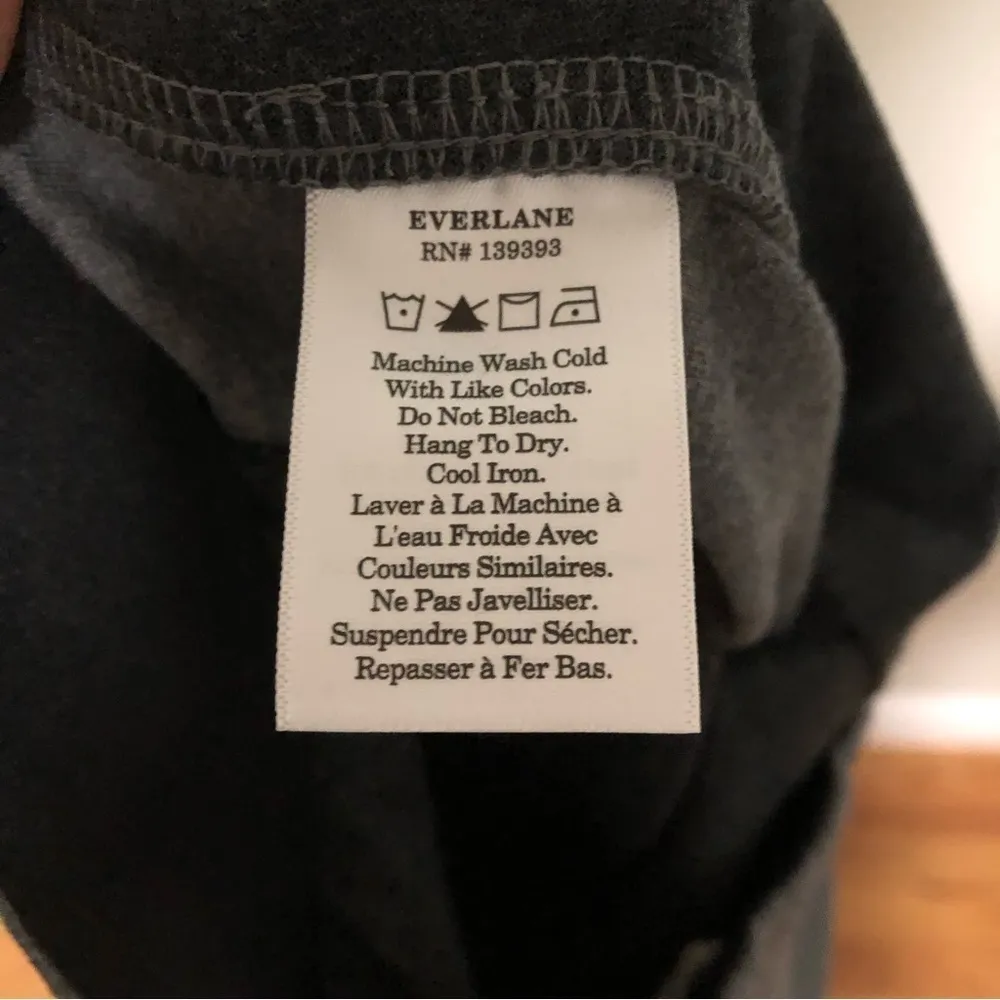 EVERLANE
RN# 139393
Machine Wash Cold
With Like Colors.
Do Not Bleach.
Hang To Dry.
Cool Iron.
Laver à La Machine à
L'eau Froide Avec
Couleurs Similaires.
Ne Pas Javelliser.
Suspendre Pour Sécher.
Repasser à Fer Bas.